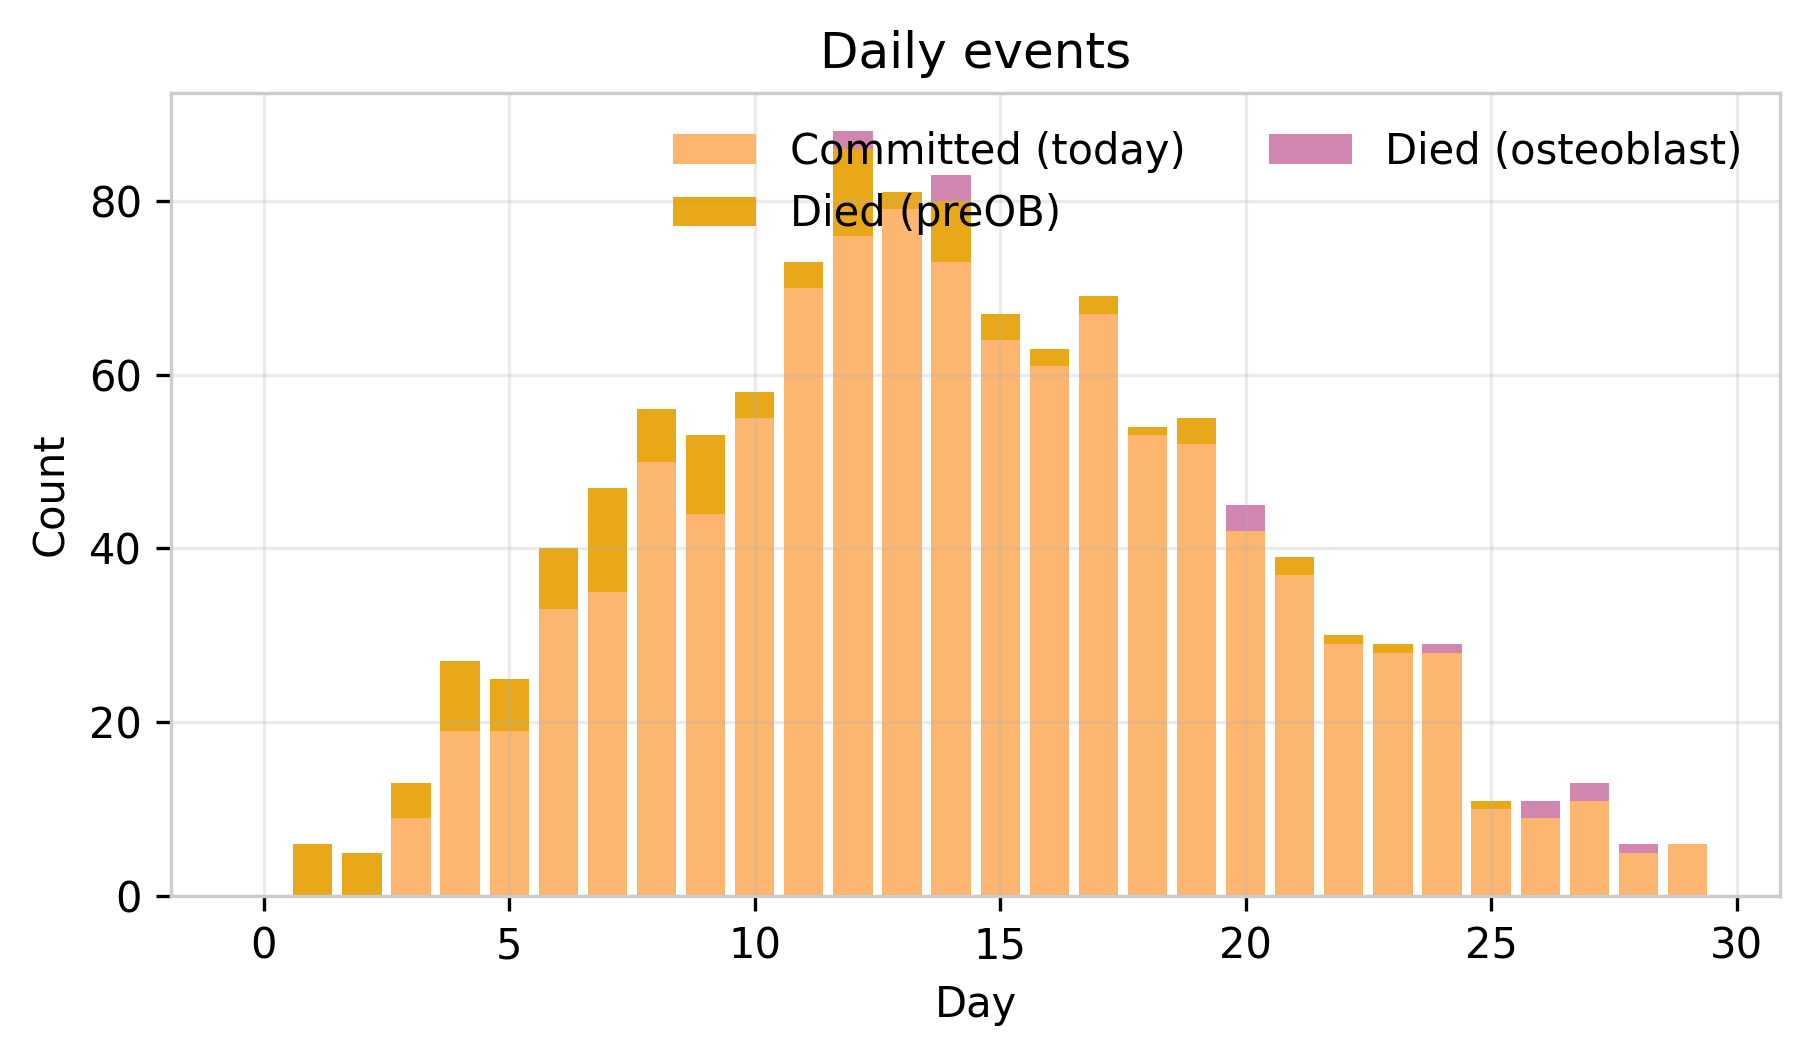 Daily events
Committed (today)
Died (preOB)
Died (osteoblast)
80
60
40
20
0
Count
0 5 10 15 20 25 30
Day